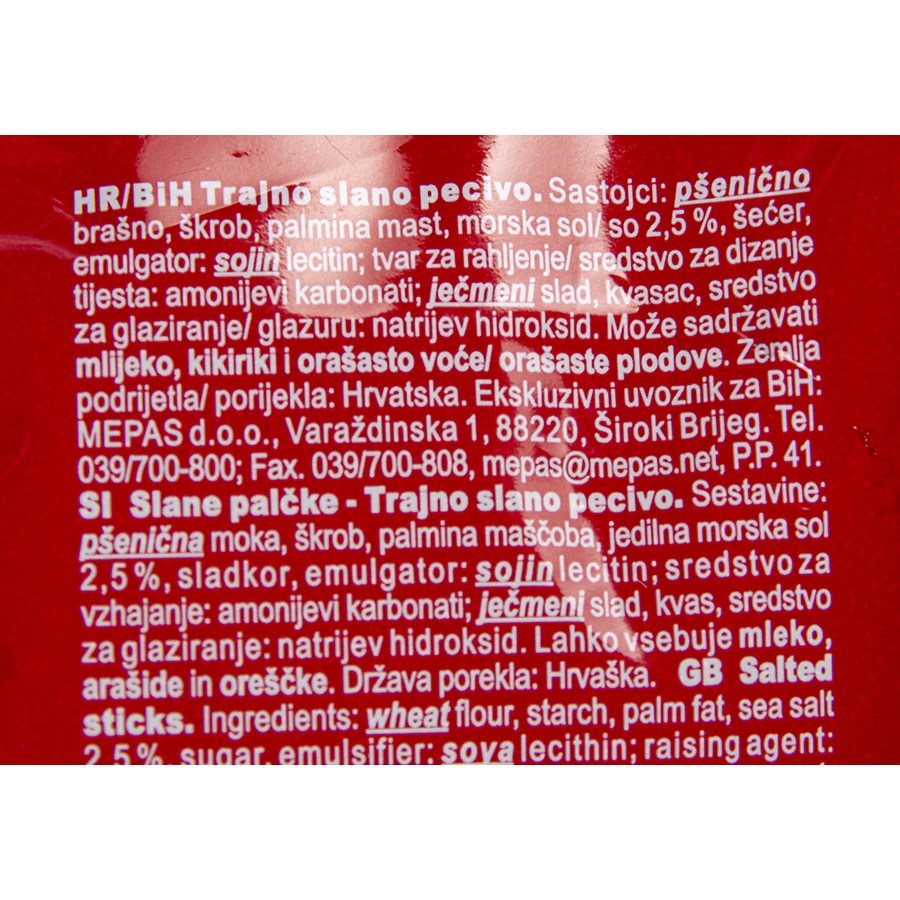 HR/BiH Trajno slano pecivo. Sastojci: pšenično
brašno, škrob, palmina mast, morska sol/ so 2,5 %, šećer,
emulgator: sojin lecitin; tvar za rahljenje/ sredstvo za dizanje
tijesta: amonijevi karbonati; ječmeni slad, kvasac, sredstvo
za glaziranje/ glazuru: natrijev hidroksid. Može sadržavati
mlijeko, kikiriki i orašasto voće/ orašaste plodove. Zemlja
podrijetla/ porijekla: Hrvatska. Ekskluzivni uvoznik za BiH:
MEPAS d.o.o., Varaždinska 1, 88220, Široki Brijeg. Tel.
039/700-800; Fax. 039/700-808, mepas@mepas.net, P.P. 41.
SI Slane palčke - Trajno slano pecivo. Sestavine:
pšenična moka, škrob, palmina maščoba, jedilna morska sol
2,5 %, sladkor, emulgator: sojin lecitin; sredstvo za
vzhajanje: amonijevi karbonati; ječmeni slad, kvas, sredstvo
za glaziranje: natrijev hidroksid. Lahko vsebuje mleko,
arašide in oreščke. Država porekla: Hrvaška. GB Salted
sticks. Ingredients: wheat flour, starch, palm fat, sea salt
2,5 %, sugar, emulsifier: soya lecithin; raising agent: